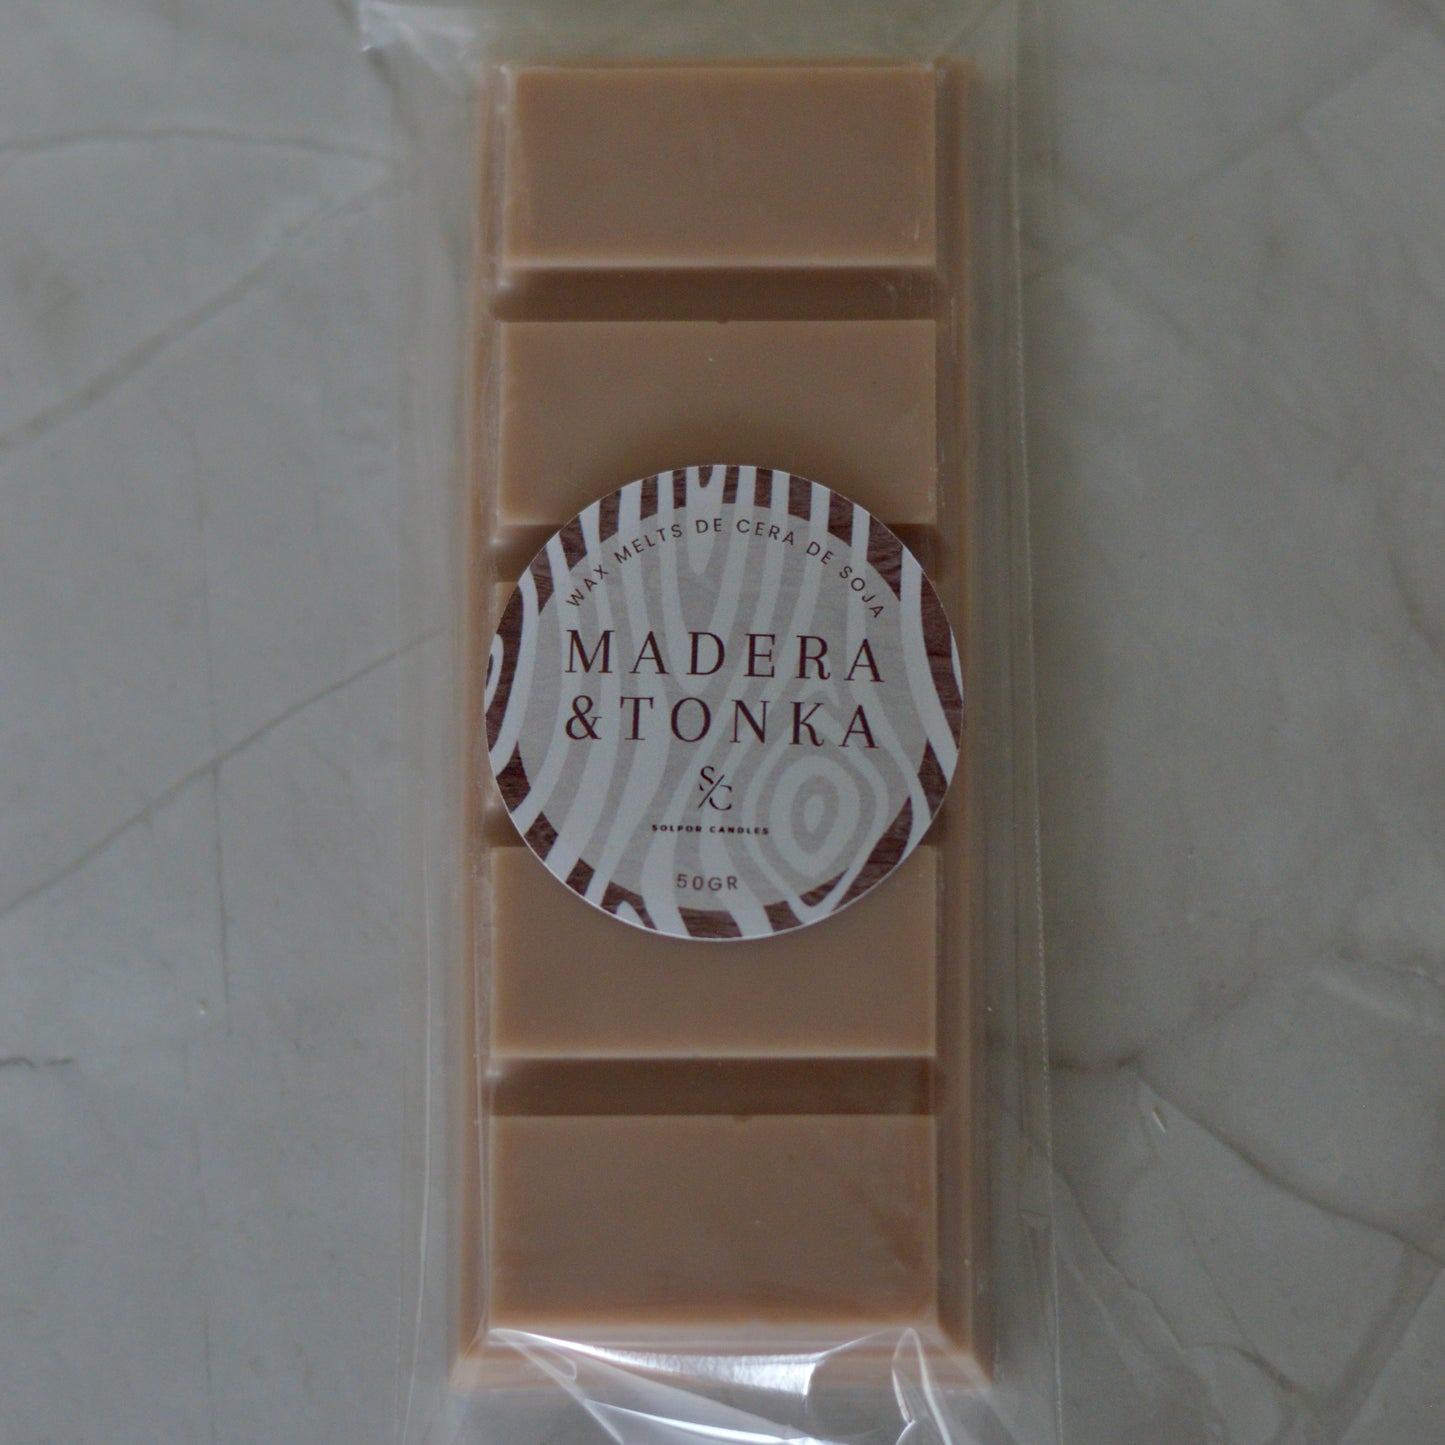 WAX MELTS DE CERA DE SOJA
MADERA
&TONKA
S/C
SOLPOR CANDLES
50GR